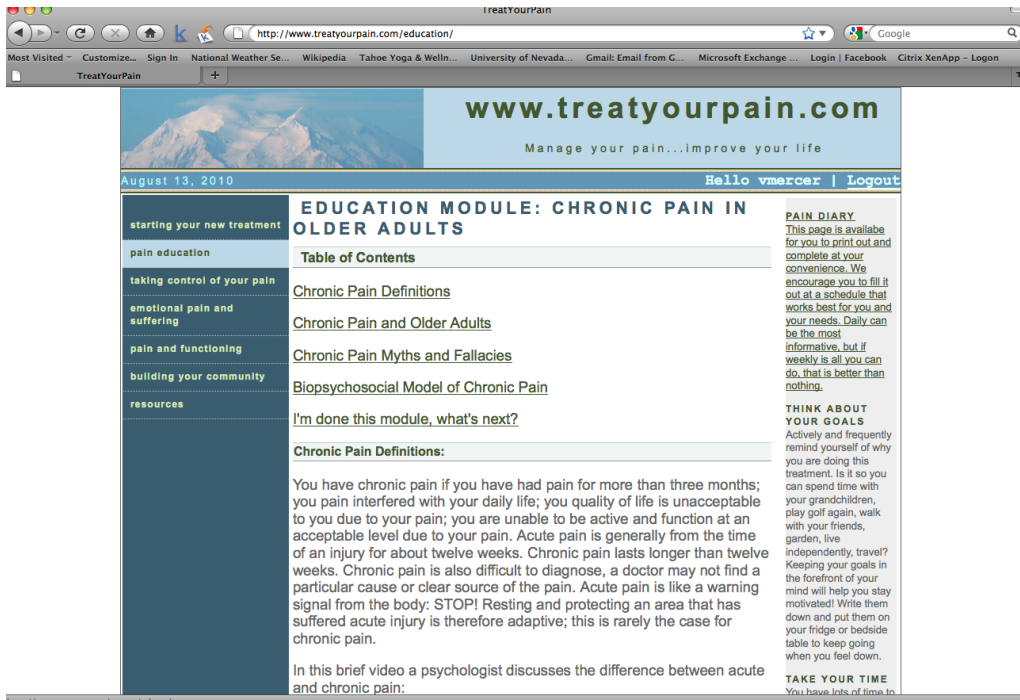 TreatYourPain
http://www.treatyourpain.com/education/
Google
Most Visited
Customize...
Sign In
National Weather Se...
Wikipedia
Tahoe Yoga & Welln...
University of Nevada...
Gmail: Email from G...
Microsoft Exchange ...
Login | Facebook
Citrix XenApp - Logon
TreatYourPain
+
www.treatyourpain.com
Manage your pain...improve your life
August 13, 2010
Hello vmercer | Logout
starting your new treatment
pain education
taking control of your pain
emotional pain and
suffering
pain and functioning
building your community
resources
EDUCATION MODULE: CHRONIC PAIN IN
OLDER ADULTS
Table of Contents
Chronic Pain Definitions
Chronic Pain and Older Adults
Chronic Pain Myths and Fallacies
Biopsychosocial Model of Chronic Pain
I'm done this module, what's next?
Chronic Pain Definitions:
You have chronic pain if you have had pain for more than three months;
you pain interfered with your daily life; you quality of life is unacceptable
to you due to your pain; you are unable to be active and function at an
acceptable level due to your pain. Acute pain is generally from the time
of an injury for about twelve weeks. Chronic pain lasts longer than twelve
weeks. Chronic pain is also difficult to diagnose, a doctor may not find a
particular cause or clear source of the pain. Acute pain is like a warning
signal from the body: STOP! Resting and protecting an area that has
suffered acute injury is therefore adaptive; this is rarely the case for
chronic pain.
In this brief video a psychologist discusses the difference between acute
and chronic pain:
PAIN DIARY
This page is availabe
for you to print out and
complete at your
convenience. We
encourage you to fill it
out at a schedule that
works best for you and
your needs. Daily can
be the most
informative, but if
weekly is all you can
do, that is better than
nothing.
THINK ABOUT
YOUR GOALS
Actively and frequently
remind yourself of why
you are doing this
treatment. Is it so you
can spend time with
your grandchildren,
play golf again, walk
with your friends,
garden, live
independently, travel?
Keeping your goals in
the forefront of your
mind will help you stay
motivated! Write them
down and put them on
your fridge or bedside
table to keep going
when you feel down.
TAKE YOUR TIME
You have lots of time to